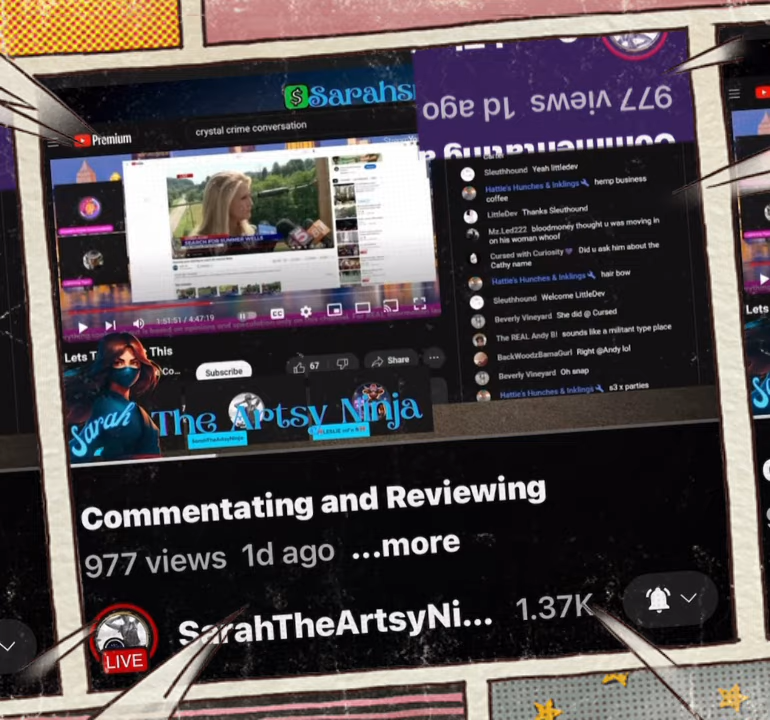 Sarahs
Premium
crystal crime conversation
977 views 1d ago
Commentating
SEARCH FOR SUMMER WELLS
1:51:51 / 4:47:19
Lets T
This
Co...
Subscribe
67
Share
Sleuthhound Yeah littledev
Hattie's Hunches & Inklings hemp business
coffee
LittleDev Thanks Sleuthound
Mz.Led222 bloodmoney thought u was moving in
on his woman whoof
Cursed with Curiosity Did u ask him about the
Cathy name
Hattie's Hunches & Inklings hair bow
Sleuthhound Welcome LittleDev
Beverly Vineyard She did @ Cursed
The REAL Andy B! sounds like a militant type place
BackWoodzBamaGurl Right @Andy lol
Beverly Vineyard Oh snap
Hattie's Hunches & Inklings s3 x parties
Sarah The Artsy Ninja
SarahTheArtsyNinja
Commentating and Reviewing
977 views 1d ago ...more
SarahTheArtsyNi... 1.37K
LIVE